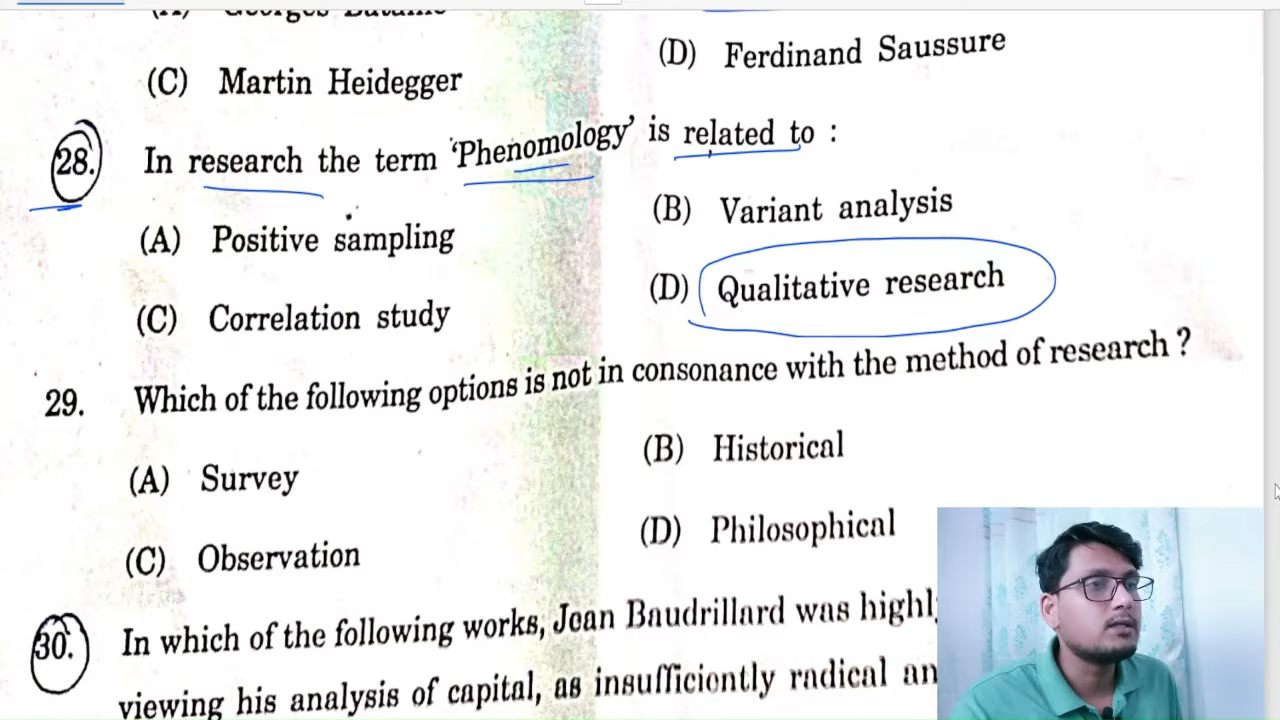 (C) Martin Heidegger
(D) Ferdinand Saussure
28. In research the term 'Phenomology' is related to :
(A) Positive sampling
(B) Variant analysis
(C) Correlation study
(D) Qualitative research
29. Which of the following options is not in consonance with the method of research ?
(A) Survey
(B) Historical
(C) Observation
(D) Philosophical
30. In which of the following works, Jean Baudrillard was highl
viewing his analysis of capital, as insufficiently radical an